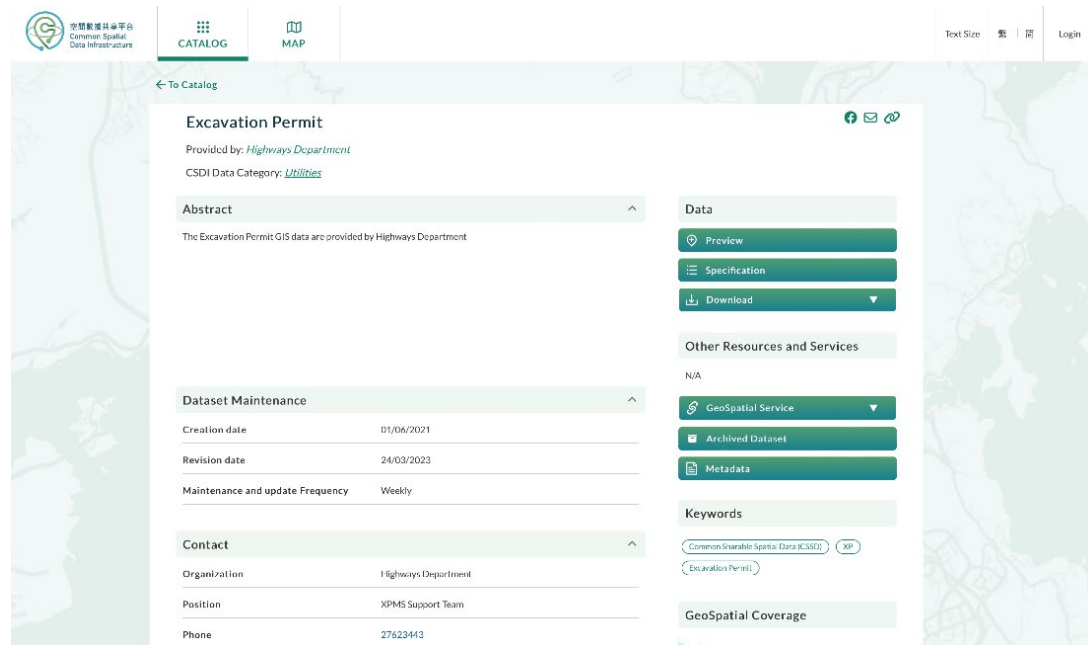 空間數據共享平台
Common Spatial
Data Infrastructure
CATALOG
MAP
Text Size
繁
简
Login
To Catalog
Excavation Permit
Provided by: Highways Department
CSDI Data Category: Utilities
Abstract
The Excavation Permit GIS data are provided by Highways Department
Dataset Maintenance
Creation date 01/06/2021
Revision date 24/03/2023
Maintenance and update Frequency Weekly
Contact
Organization Highways Department
Position XPMS Support Team
Phone 27623443
Data
Preview
Specification
Download
Other Resources and Services
N/A
GeoSpatial Service
Archived Dataset
Metadata
Keywords
Common Sharable Spatial Data (CSSD)
XP
Excavation Permit
GeoSpatial Coverage